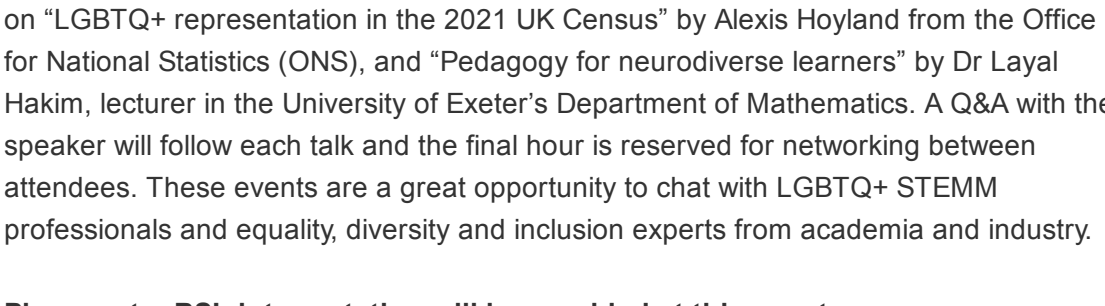 on “LGBTQ+ representation in the 2021 UK Census” by Alexis Hoyland from the Office
for National Statistics (ONS), and “Pedagogy for neurodiverse learners” by Dr Layal
Hakim, lecturer in the University of Exeter’s Department of Mathematics. A Q&A with the
speaker will follow each talk and the final hour is reserved for networking between
attendees. These events are a great opportunity to chat with LGBTQ+ STEMM
professionals and equality, diversity and inclusion experts from academia and industry.